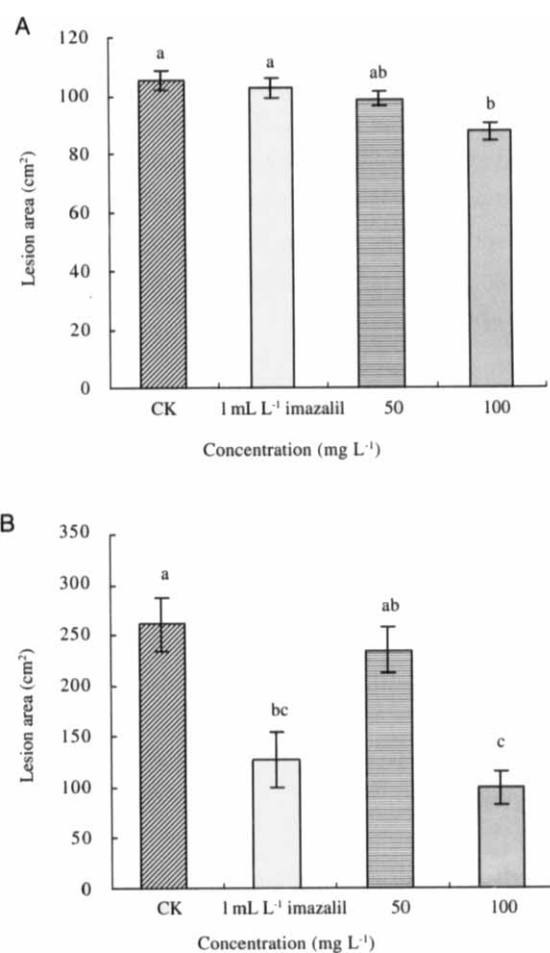 A
120
100
80
60
40
20
0
Lesion area (cm²)
a
a
ab
b
CK
1 mL L⁻¹ imazalil
50
100
Concentration (mg L⁻¹)
B
350
300
250
200
150
100
50
0
Lesion area (cm²)
a
bc
ab
c
CK
1 mL L⁻¹ imazalil
50
100
Concentration (mg L⁻¹)